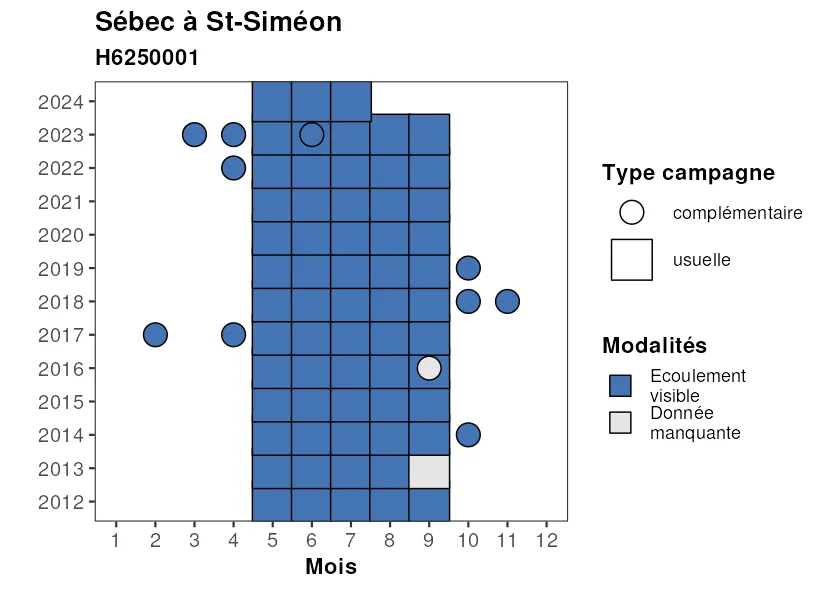 Sébec à St-Siméon
H6250001
2024
2023
2022
2021
2020
2019
2018
2017
2016
2015
2014
2013
2012
1 2 3 4 5 6 7 8 9 10 11 12
Mois
Type campagne
complémentaire
usuelle
Modalités
Ecoulement
visible
Donnée
manquante